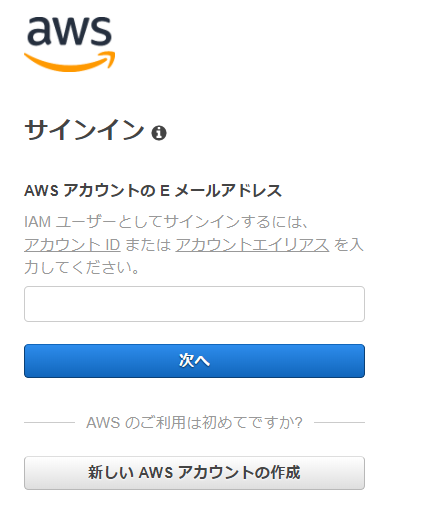 aws
サインイン
AWS アカウントの E メールアドレス
IAM ユーザーとしてサインインするには、
アカウント ID または アカウントエイリアス を入
力してください。
次へ
AWS のご利用は初めてですか?
新しい AWS アカウントの作成